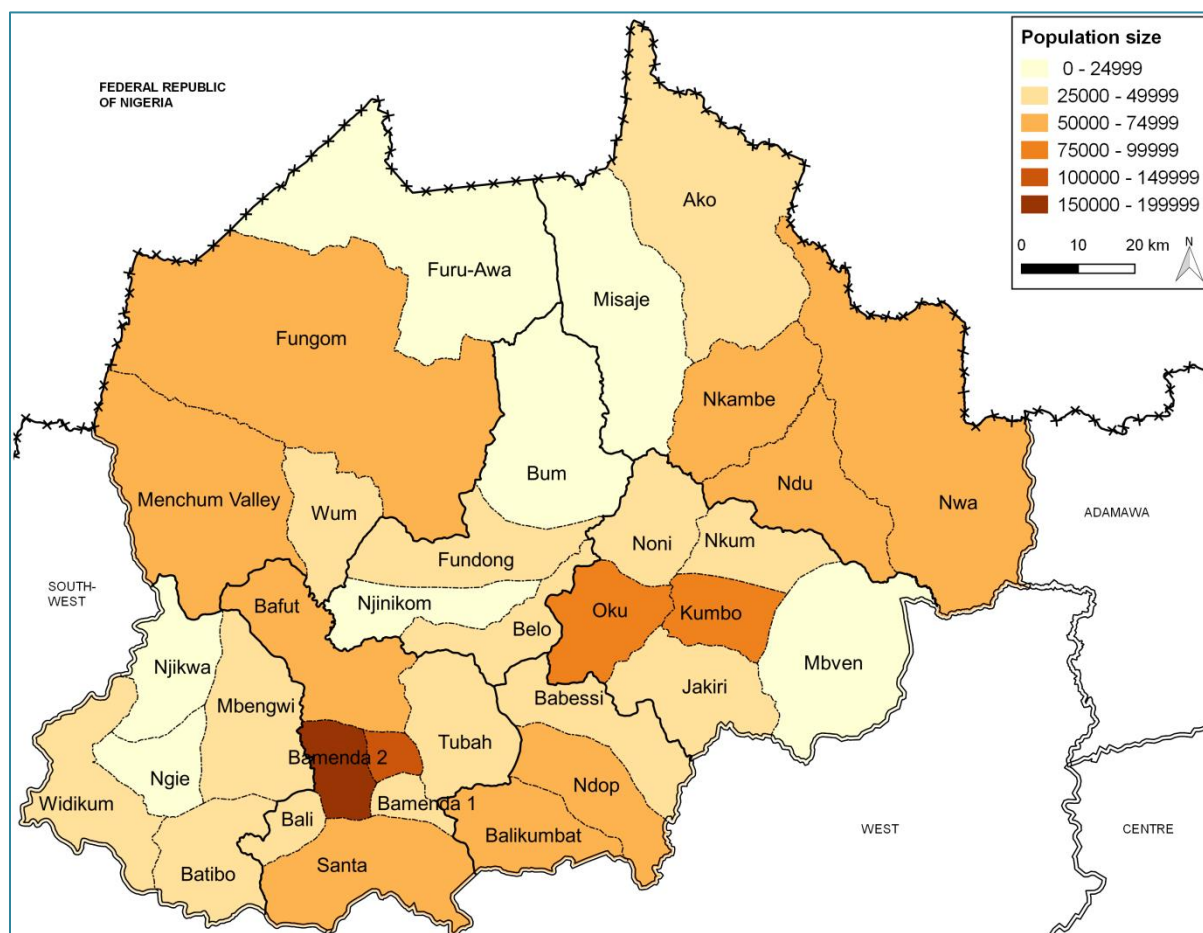 FEDERAL REPUBLIC
OF NIGERIA
Population size
0 - 24999
25000 - 49999
50000 - 74999
75000 - 99999
100000 - 149999
150000 - 199999
0 10 20 km
N
Ako
Furu-Awa
Misaje
Fungom
Nkambe
Bum
Ndu
Nwa
Menchum Valley
Wum
ADAMAWA
Noni
Nkum
Fundong
SOUTH-
WEST
Bafut
Njinikom
Oku
Kumbo
Belo
Njikwa
Mbven
Mbengwi
Babessi
Jakiri
Tubah
Bamenda 2
Ngie
Ndop
Widikum
Bamenda 1
Bali
Balikumbat
WEST
CENTRE
Santa
Batibo